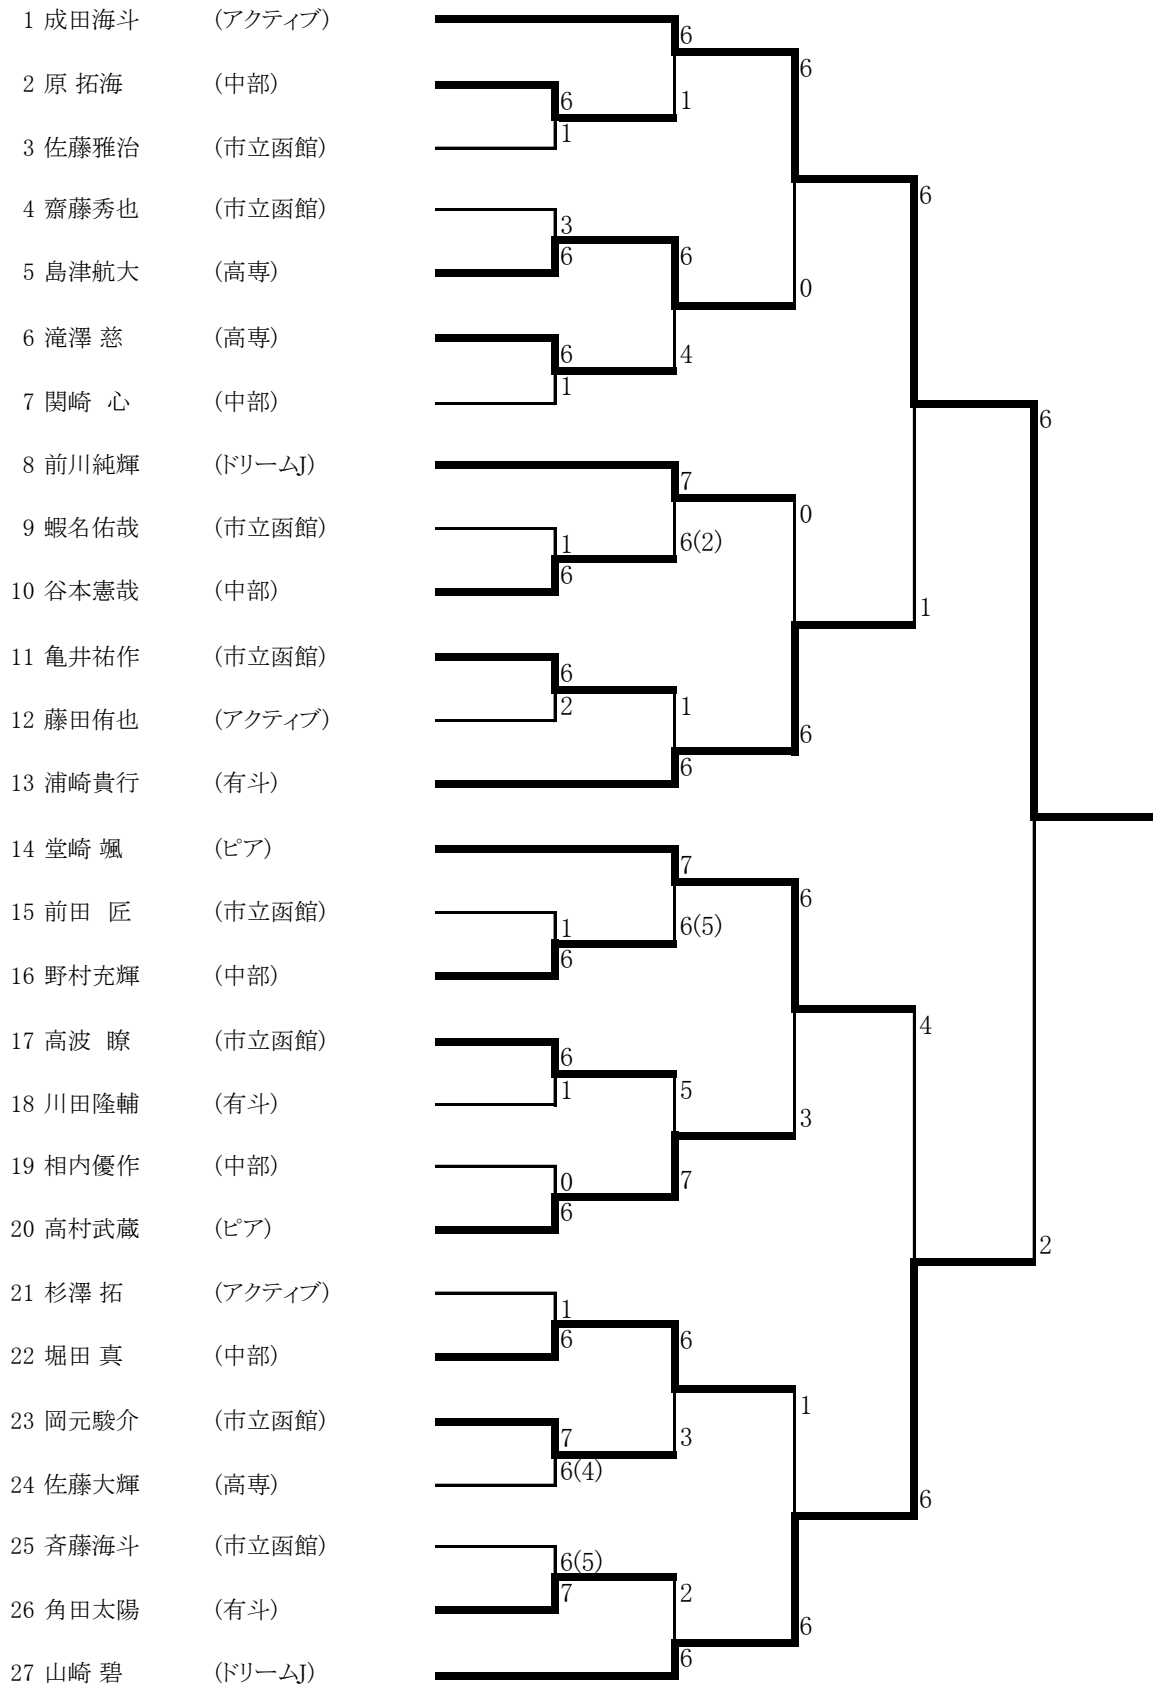 1 成田海斗 (アクティブ)
6
6
2 原 拓海 (中部)
6
1
1
3 佐藤雅治 (市立函館)
4 齋藤秀也 (市立函館)
6
3
6
6
5 島津航大 (高専)
0
6 滝澤 慈 (高専)
6
4
1
7 関崎 心 (中部)
6
8 前川純輝 (ドリームJ)
7
0
9 蝦名佑哉 (市立函館)
1
6(2)
6
10 谷本憲哉 (中部)
1
11 亀井祐作 (市立函館)
6
2
1
12 藤田侑也 (アクティブ)
6
6
13 浦崎貴行 (有斗)
14 堂崎 颯 (ピア)
7
6
15 前田 匠 (市立函館)
1
6(5)
6
16 野村充輝 (中部)
4
17 高波 瞭 (市立函館)
6
1
5
18 川田隆輔 (有斗)
3
19 相内優作 (中部)
0
7
6
20 高村武蔵 (ピア)
2
21 杉澤 拓 (アクティブ)
1
6
6
22 堀田 真 (中部)
1
23 岡元駿介 (市立函館)
7
3
6(4)
24 佐藤大輝 (高専)
6
25 斉藤海斗 (市立函館)
6(5)
7
2
26 角田太陽 (有斗)
6
6
27 山崎 碧 (ドリームJ)